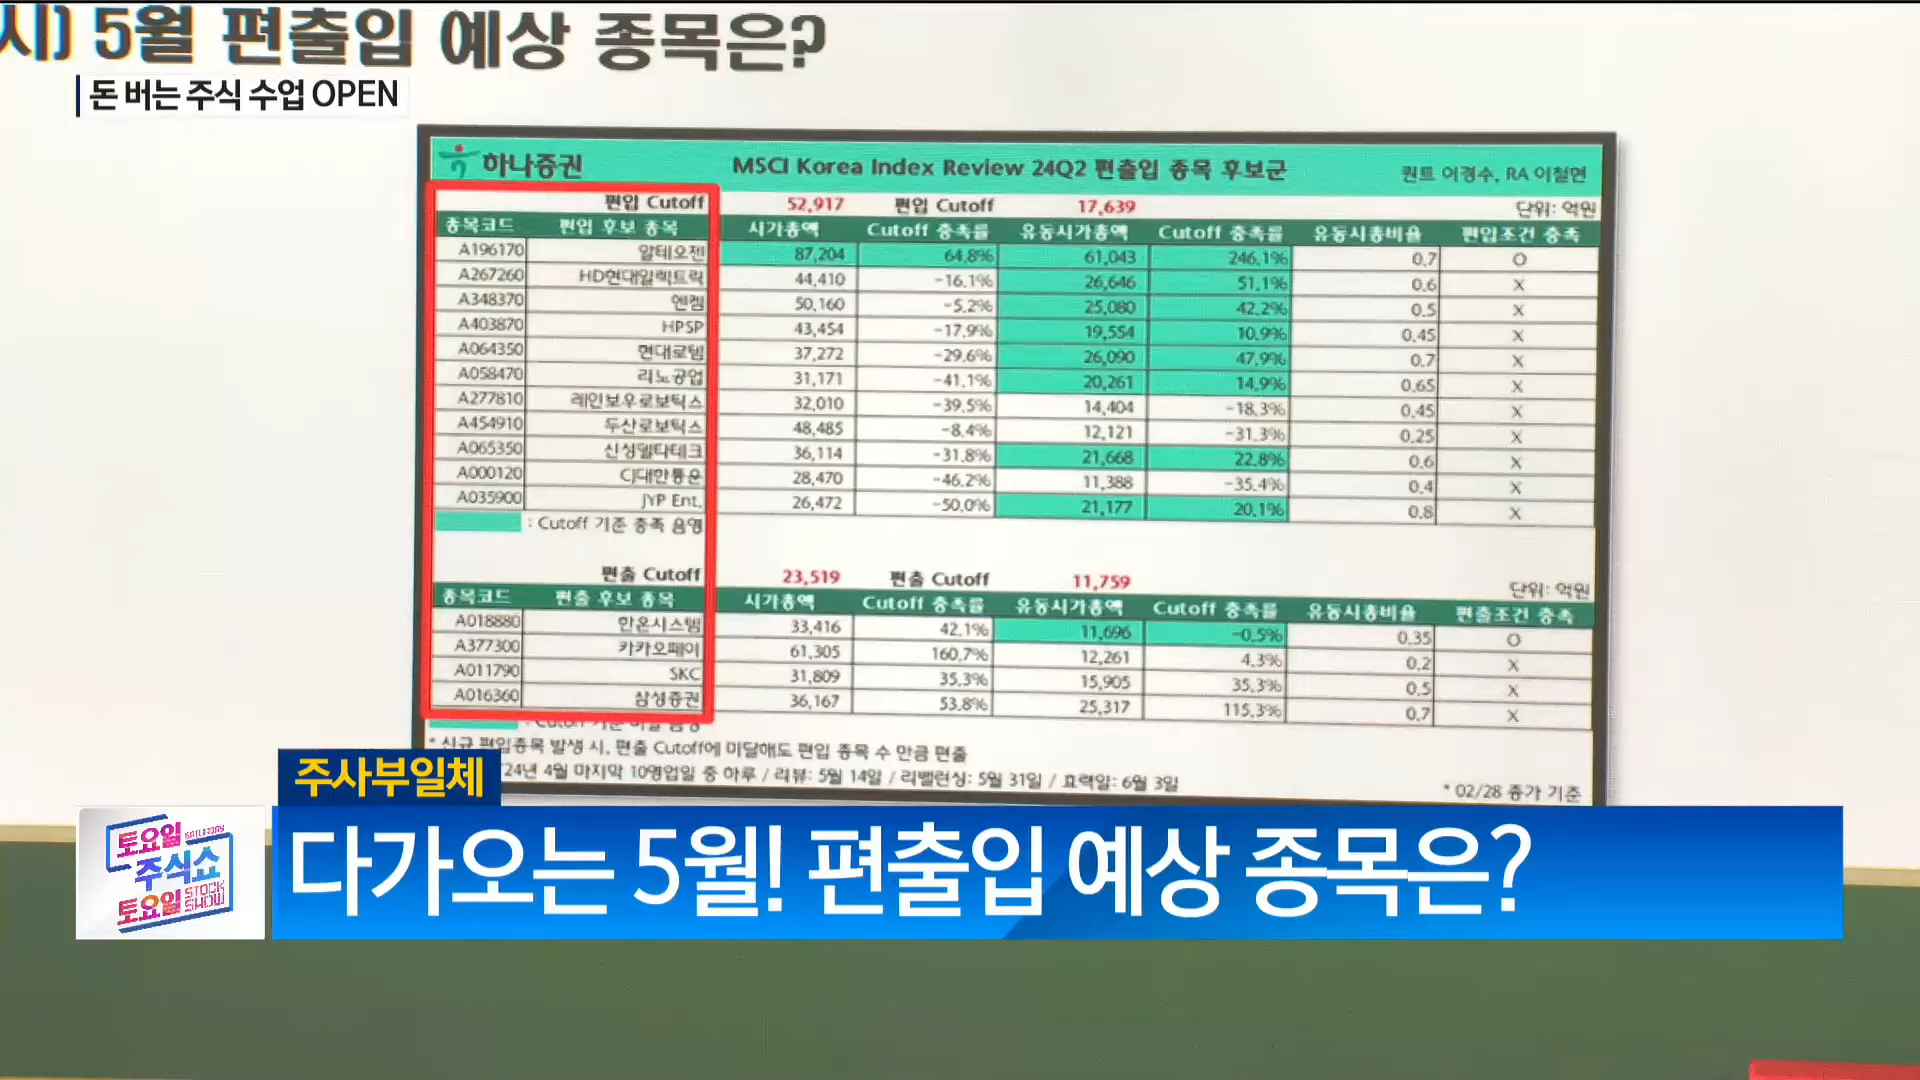 시) 5월 편출입 예상 종목은?
돈 버는 주식 수업 OPEN
하나증권 MSCI Korea Index Review 24Q2 편출입 종목 후보군 퀀트 이경수, RA 이철현
편입 Cutoff 52,917 편입 Cutoff 17,639 단위: 억원
종목코드 편입 후보 종목 시가총액 Cutoff 충족률 유동시가총액 Cutoff 충족률 유동시총비율 편입조건 충족
A196170 알테오젠 87,204 64.8% 61,043 246.1% 0.7 O
A267260 HD현대일렉트릭 44,410 -16.1% 26,646 51.1% 0.6 X
A348370 엔켐 50,160 -5.2% 25,080 42.2% 0.5 X
A403870 HPSP 43,454 -17.9% 19,554 10.9% 0.45 X
A064350 현대로템 37,272 -29.6% 26,090 47.9% 0.7 X
A058470 리노공업 31,171 -41.1% 20,261 14.9% 0.65 X
A277810 레인보우로보틱스 32,010 -39.5% 14,404 -18.3% 0.45 X
A454910 두산로보틱스 48,485 -8.4% 12,121 -31.3% 0.25 X
A065350 신성델타테크 36,114 -31.8% 21,668 22.8% 0.6 X
A000120 CJ대한통운 28,470 -46.2% 11,388 -35.4% 0.4 X
A035900 JYP Ent. 26,472 -50.0% 21,177 20.1% 0.8 X
: Cutoff 기준 충족 음영
편출 Cutoff 23,519 편출 Cutoff 11,759 단위: 억원
종목코드 편출 후보 종목 시가총액 Cutoff 충족률 유동시가총액 Cutoff 충족률 유동시총비율 편출조건 충족
A018880 한온시스템 33,416 42.1% 11,696 -0.5% 0.35 O
A377300 카카오페이 61,305 160.7% 12,261 4.3% 0.2 X
A011790 SKC 31,809 35.3% 15,905 35.3% 0.5 X
A016360 삼성증권 36,167 53.8% 25,317 115.3% 0.7 X
: Cutoff 기준 미달 음영
* 신규 편입종목 발생 시, 편출 Cutoff에 미달해도 편입 종목 수 만큼 편출
24년 4월 마지막 10영업일 중 하루 / 리뷰: 5월 14일 / 리밸런싱: 5월 31일 / 효력일: 6월 3일
* 02/28 종가 기준
주사부일체
토요일 SATURDAY
주식쇼
토요일 STOCK SHOW
다가오는 5월! 편출입 예상 종목은?